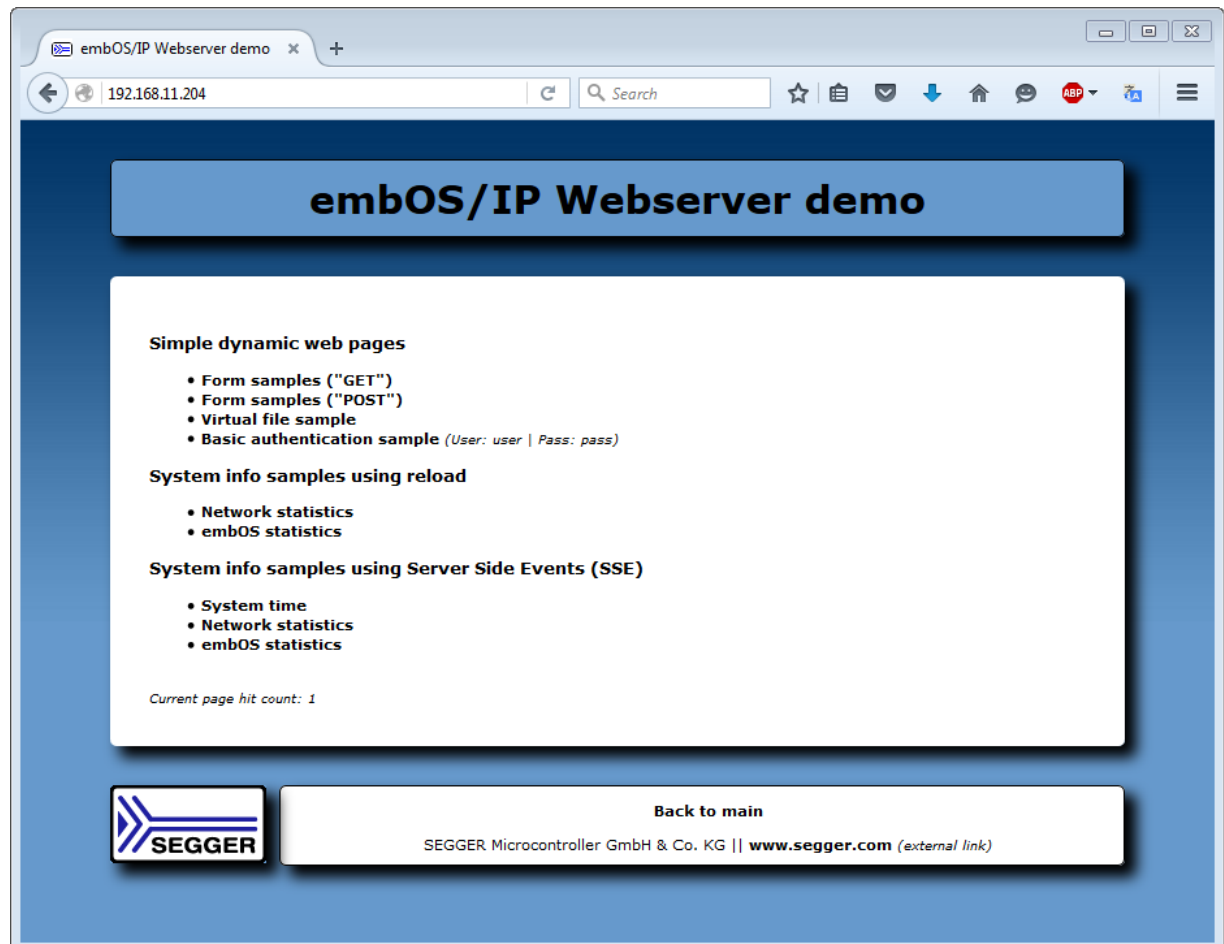 embOS/IP Webserver demo
192.168.11.204
Search
ABP
embOS/IP Webserver demo
Simple dynamic web pages
• Form samples ("GET")
• Form samples ("POST")
• Virtual file sample
• Basic authentication sample (User: user | Pass: pass)
System info samples using reload
• Network statistics
• embOS statistics
System info samples using Server Side Events (SSE)
• System time
• Network statistics
• embOS statistics
Current page hit count: 1
SEGGER
Back to main
SEGGER Microcontroller GmbH & Co. KG || www.segger.com (external link)